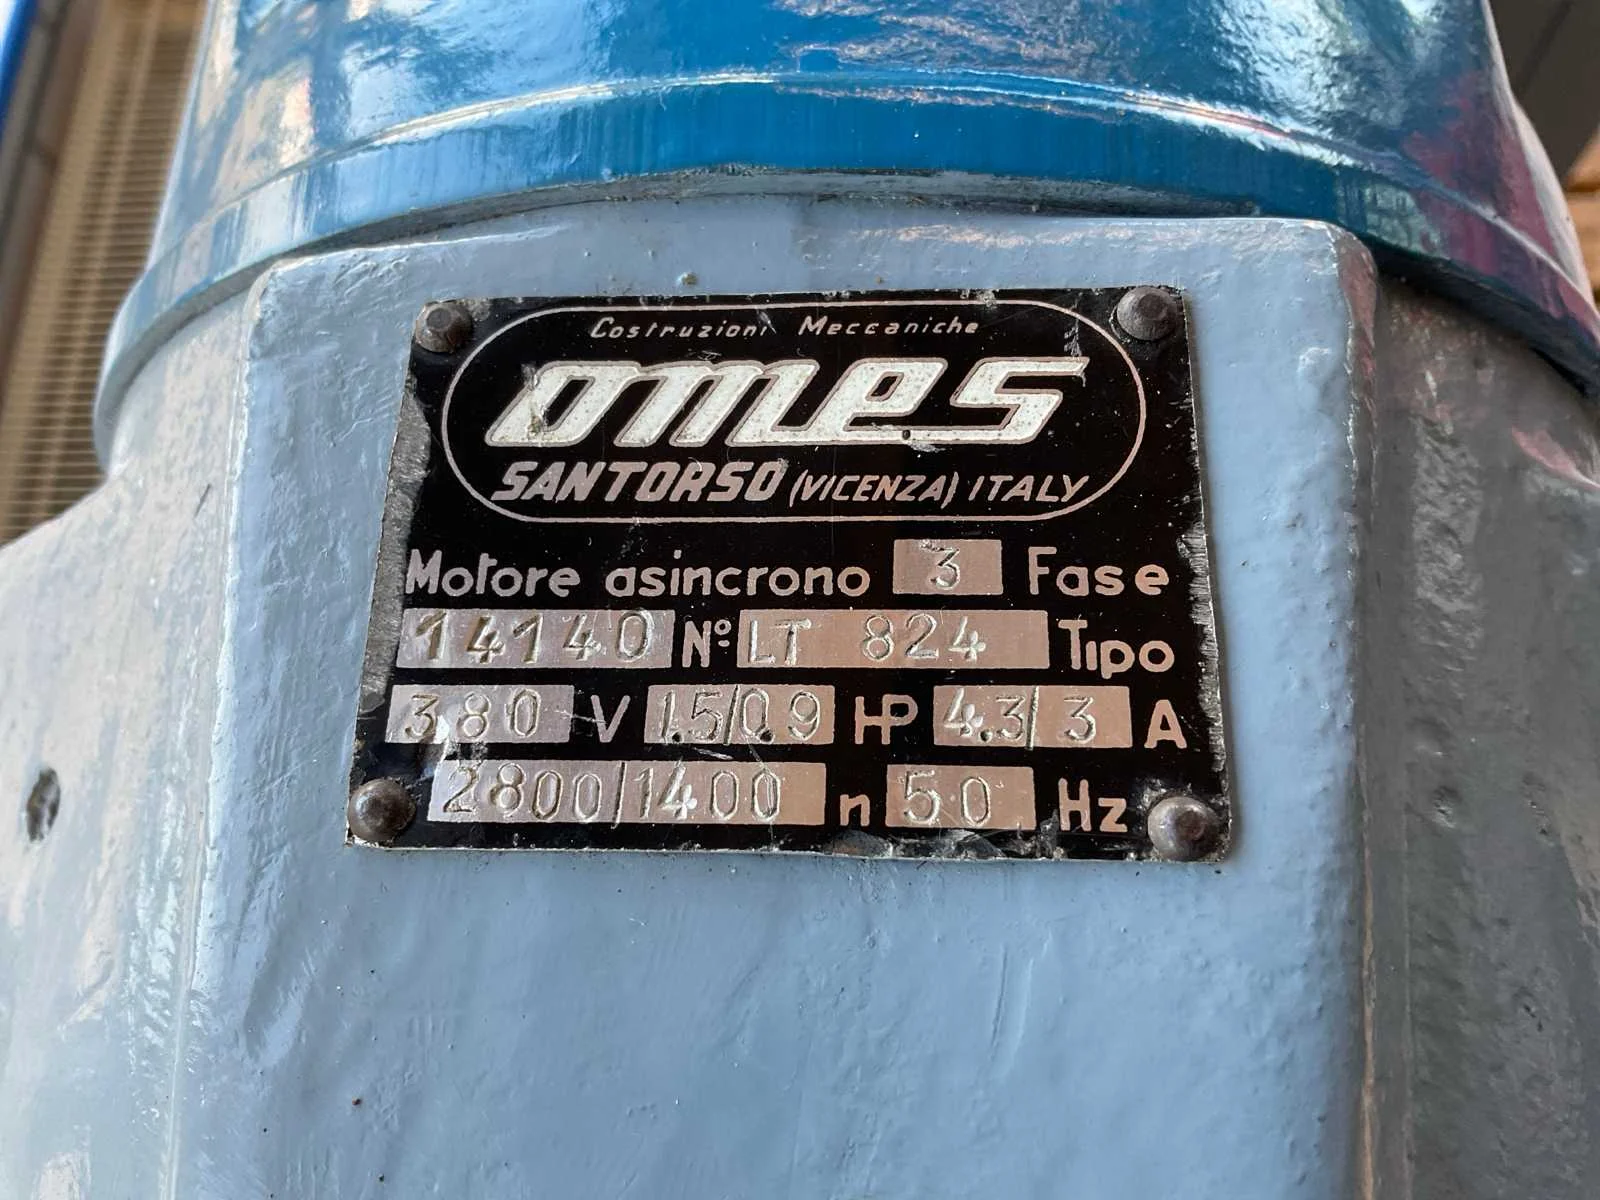 Costruzioni Meccaniche
omes
SANTORSO (VICENZA) ITALY
Motore asincrono 3 Fase
14140 N° LT 824 Tipo
380 V 1.5/0.9 HP 4.3/3 A
2800/1400 n 50 Hz